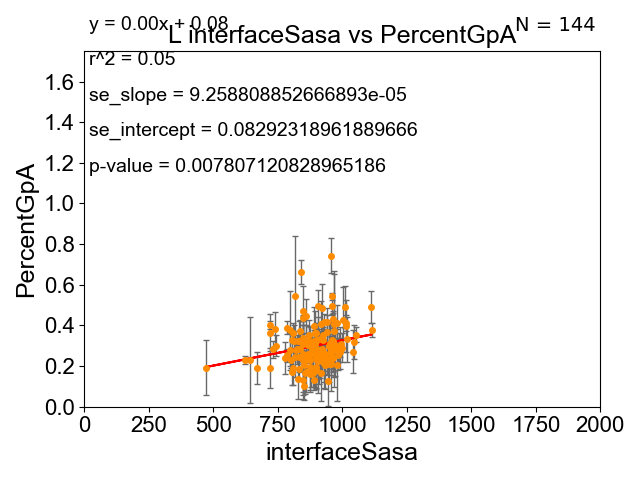 y = 0.00x + 0.08
L interfaceSasa vs PercentGpA
N = 144
r^2 = 0.05
se_slope = 9.258808852666893e-05
se_intercept = 0.08292318961889666
p-value = 0.007807120828965186
PercentGpA
1.6
1.4
1.2
1.0
0.8
0.6
0.4
0.2
0.0
0 250 500 750 1000 1250 1500 1750 2000
interfaceSasa